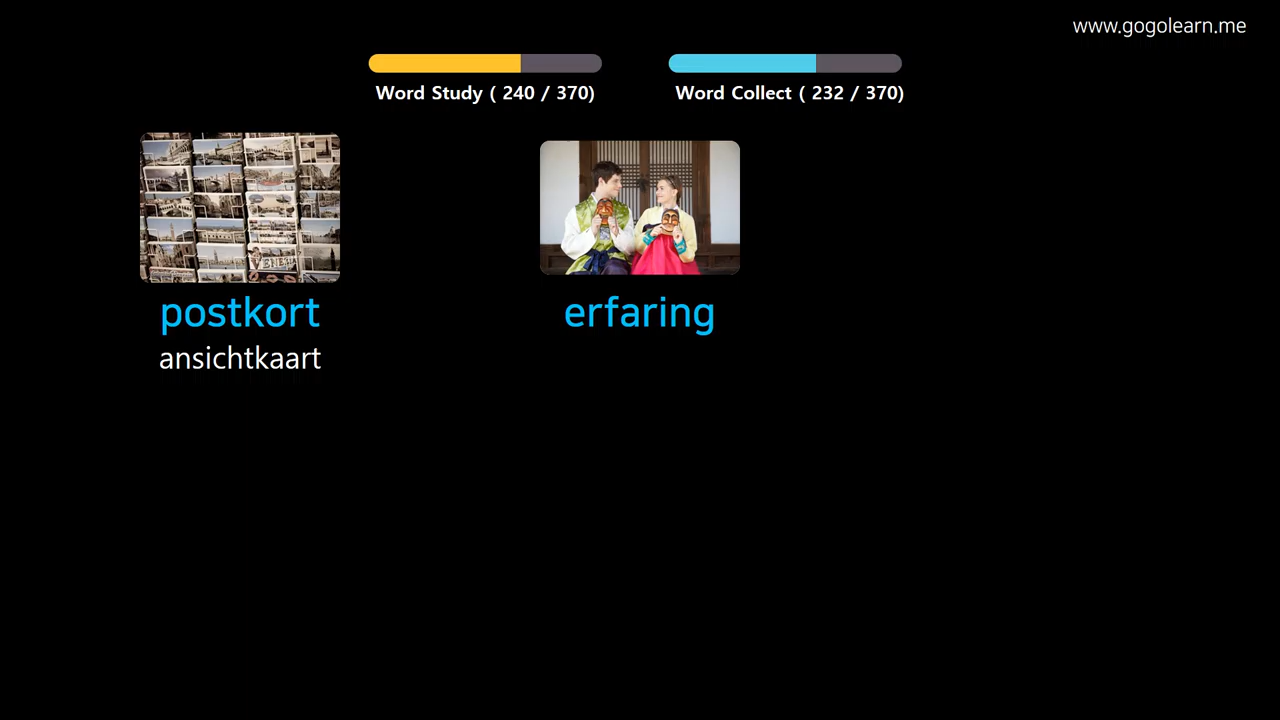 www.gogolearn.me
Word Study ( 240 / 370)
Word Collect ( 232 / 370)
postkort
ansichtkaart
erfaring